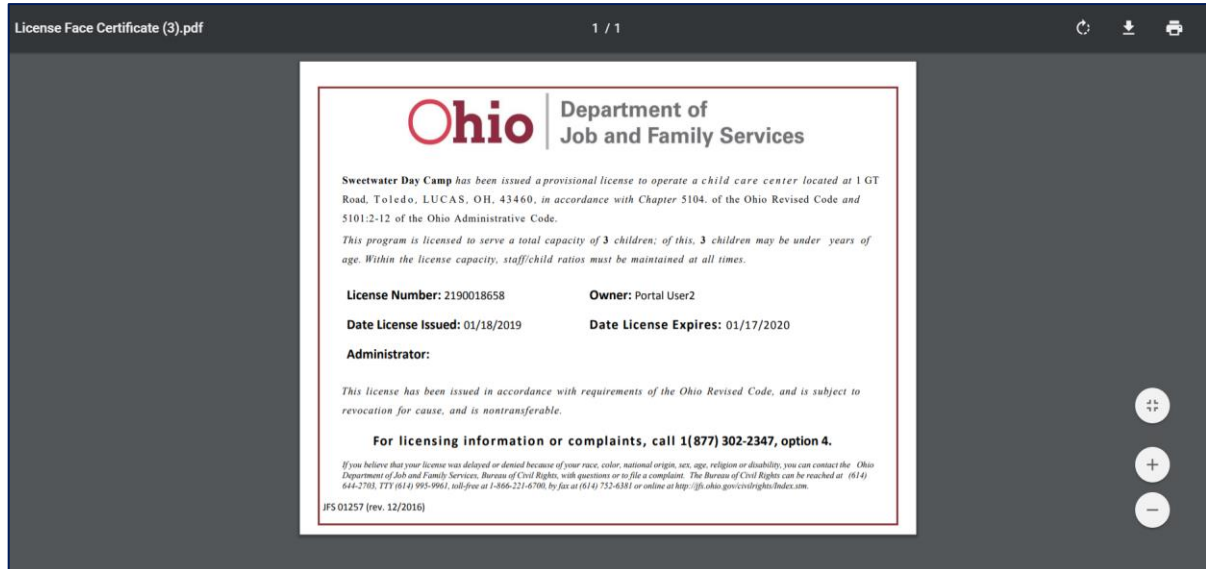 License Face Certificate (3).pdf
1 / 1
Ohio
Department of
Job and Family Services
Sweetwater Day Camp has been issued a provisional license to operate a child care center located at 1 GT
Road, Toledo, LUCAS, OH, 43460, in accordance with Chapter 5104. of the Ohio Revised Code and
5101:2-12 of the Ohio Administrative Code.
This program is licensed to serve a total capacity of 3 children; of this, 3 children may be under years of
age. Within the license capacity, staff/child ratios must be maintained at all times.
License Number: 2190018658 Owner: Portal User2
Date License Issued: 01/18/2019 Date License Expires: 01/17/2020
Administrator:
This license has been issued in accordance with requirements of the Ohio Revised Code, and is subject to
revocation for cause, and is nontransferable.
For licensing information or complaints, call 1(877) 302-2347, option 4.
If you believe that your license was delayed or denied because of your race, color, national origin, sex, age, religion or disability, you can contact the Ohio
Department of Job and Family Services, Bureau of Civil Rights, with questions or to file a complaint. The Bureau of Civil Rights can be reached at (614)
644-2703, TTY (614) 995-9961, toll-free at 1-866-221-6700, by fax at (614) 752-6381 or online at http://jfs.ohio.gov/civilrights/Index.stm.
JFS 01257 (rev. 12/2016)